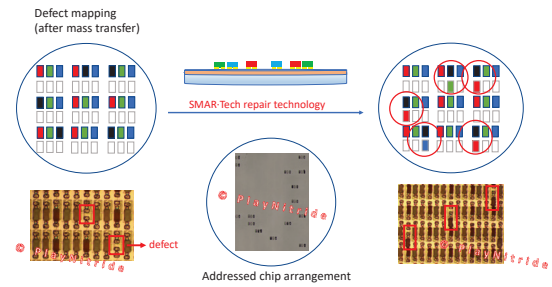 Defect mapping
(after mass transfer)
SMAR-Tech repair technology
© PlayNitride
defect
© PlayNitride
© PlayNitride
Addressed chip arrangement